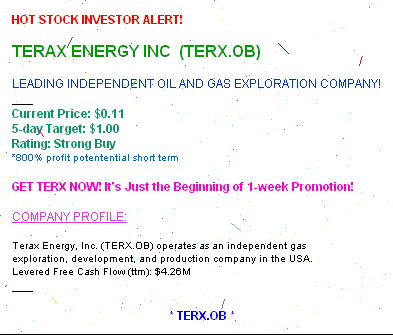 HOT STOCK INVESTOR ALERT!
TERAX ENERGY INC (TERX.OB)
LEADING INDEPENDENT OIL AND GAS EXPLORATION COMPANY!
Current Price: $0.11
5-day Target: $1.00
Rating: Strong Buy
*800% profit potentential short term
GET TERX NOW! It's Just the Beginning of 1-week Promotion!
COMPANY PROFILE:
Terax Energy, Inc. (TERX.OB) operates as an independent gas
exploration, development, and production company in the USA.
Levered Free Cash Flow (ttm): $4.26M
* TERX.OB *